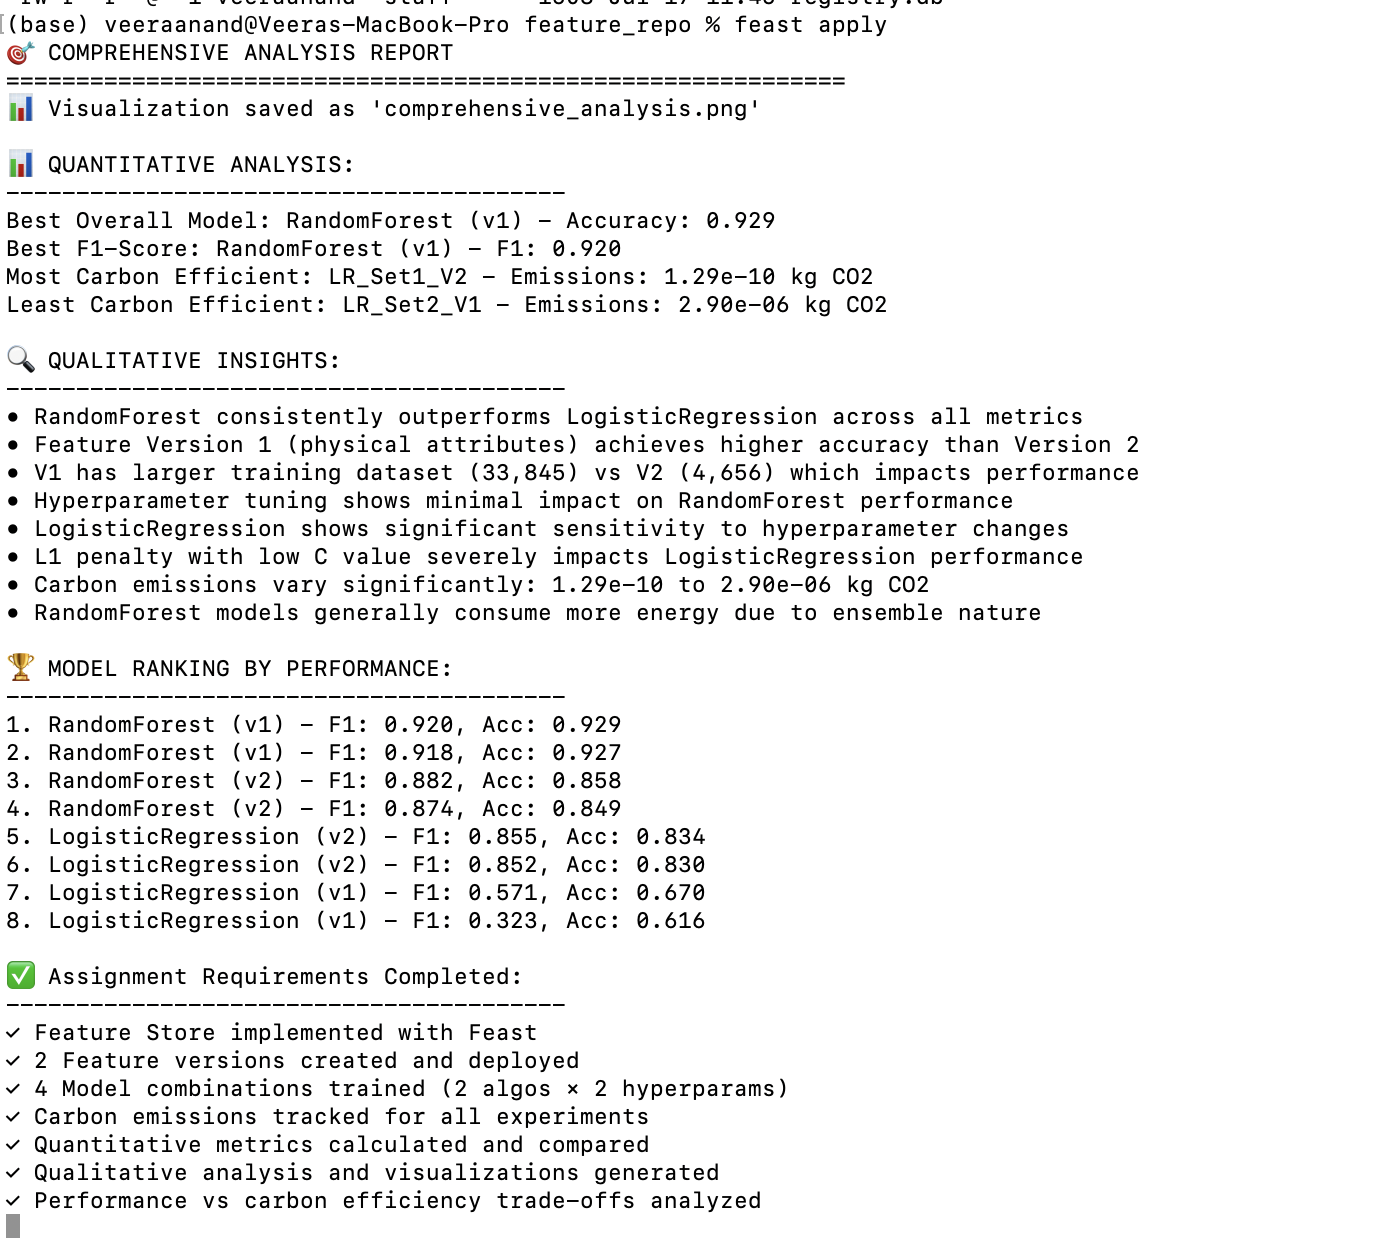 registry.db
(base) veeraanand@Veeras-MacBook-Pro feature_repo % feast apply
🎯 COMPREHENSIVE ANALYSIS REPORT
============================================================
📊 Visualization saved as 'comprehensive_analysis.png'
📊 QUANTITATIVE ANALYSIS:
----------------------------------------
Best Overall Model: RandomForest (v1) - Accuracy: 0.929
Best F1-Score: RandomForest (v1) - F1: 0.920
Most Carbon Efficient: LR_Set1_V2 - Emissions: 1.29e-10 kg CO2
Least Carbon Efficient: LR_Set2_V1 - Emissions: 2.90e-06 kg CO2
🔍 QUALITATIVE INSIGHTS:
----------------------------------------
• RandomForest consistently outperforms LogisticRegression across all metrics
• Feature Version 1 (physical attributes) achieves higher accuracy than Version 2
• V1 has larger training dataset (33,845) vs V2 (4,656) which impacts performance
• Hyperparameter tuning shows minimal impact on RandomForest performance
• LogisticRegression shows significant sensitivity to hyperparameter changes
• L1 penalty with low C value severely impacts LogisticRegression performance
• Carbon emissions vary significantly: 1.29e-10 to 2.90e-06 kg CO2
• RandomForest models generally consume more energy due to ensemble nature
🏆 MODEL RANKING BY PERFORMANCE:
----------------------------------------
1. RandomForest (v1) - F1: 0.920, Acc: 0.929
2. RandomForest (v1) - F1: 0.918, Acc: 0.927
3. RandomForest (v2) - F1: 0.882, Acc: 0.858
4. RandomForest (v2) - F1: 0.874, Acc: 0.849
5. LogisticRegression (v2) - F1: 0.855, Acc: 0.834
6. LogisticRegression (v2) - F1: 0.852, Acc: 0.830
7. LogisticRegression (v1) - F1: 0.571, Acc: 0.670
8. LogisticRegression (v1) - F1: 0.323, Acc: 0.616
✅ Assignment Requirements Completed:
----------------------------------------
✓ Feature Store implemented with Feast
✓ 2 Feature versions created and deployed
✓ 4 Model combinations trained (2 algos × 2 hyperparams)
✓ Carbon emissions tracked for all experiments
✓ Quantitative metrics calculated and compared
✓ Qualitative analysis and visualizations generated
✓ Performance vs carbon efficiency trade-offs analyzed